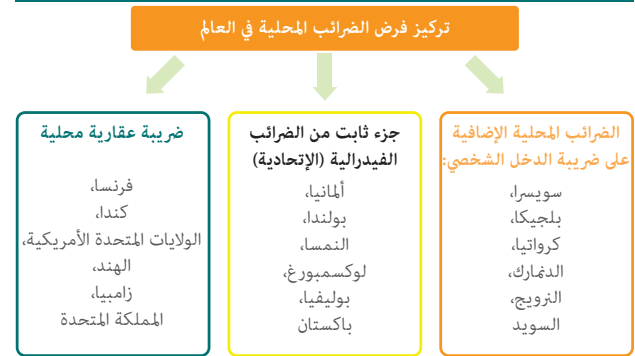 تركيز فرض الضرائب المحلية في العالم
الضرائب المحلية الإضافية
على ضريبة الدخل الشخصي:
سويسرا،
بلجيكا،
كرواتيا،
الدنمارك،
النرويج،
السويد
جزء ثابت من الضرائب
الفيدرالية (الإتحادية)
ألمانيا،
بولندا،
النمسا،
لوكسمبورغ،
بوليفيا،
باكستان
ضريبة عقارية محلية
فرنسا،
كندا،
الولايات المتحدة الأمريكية،
الهند،
زامبيا،
المملكة المتحدة